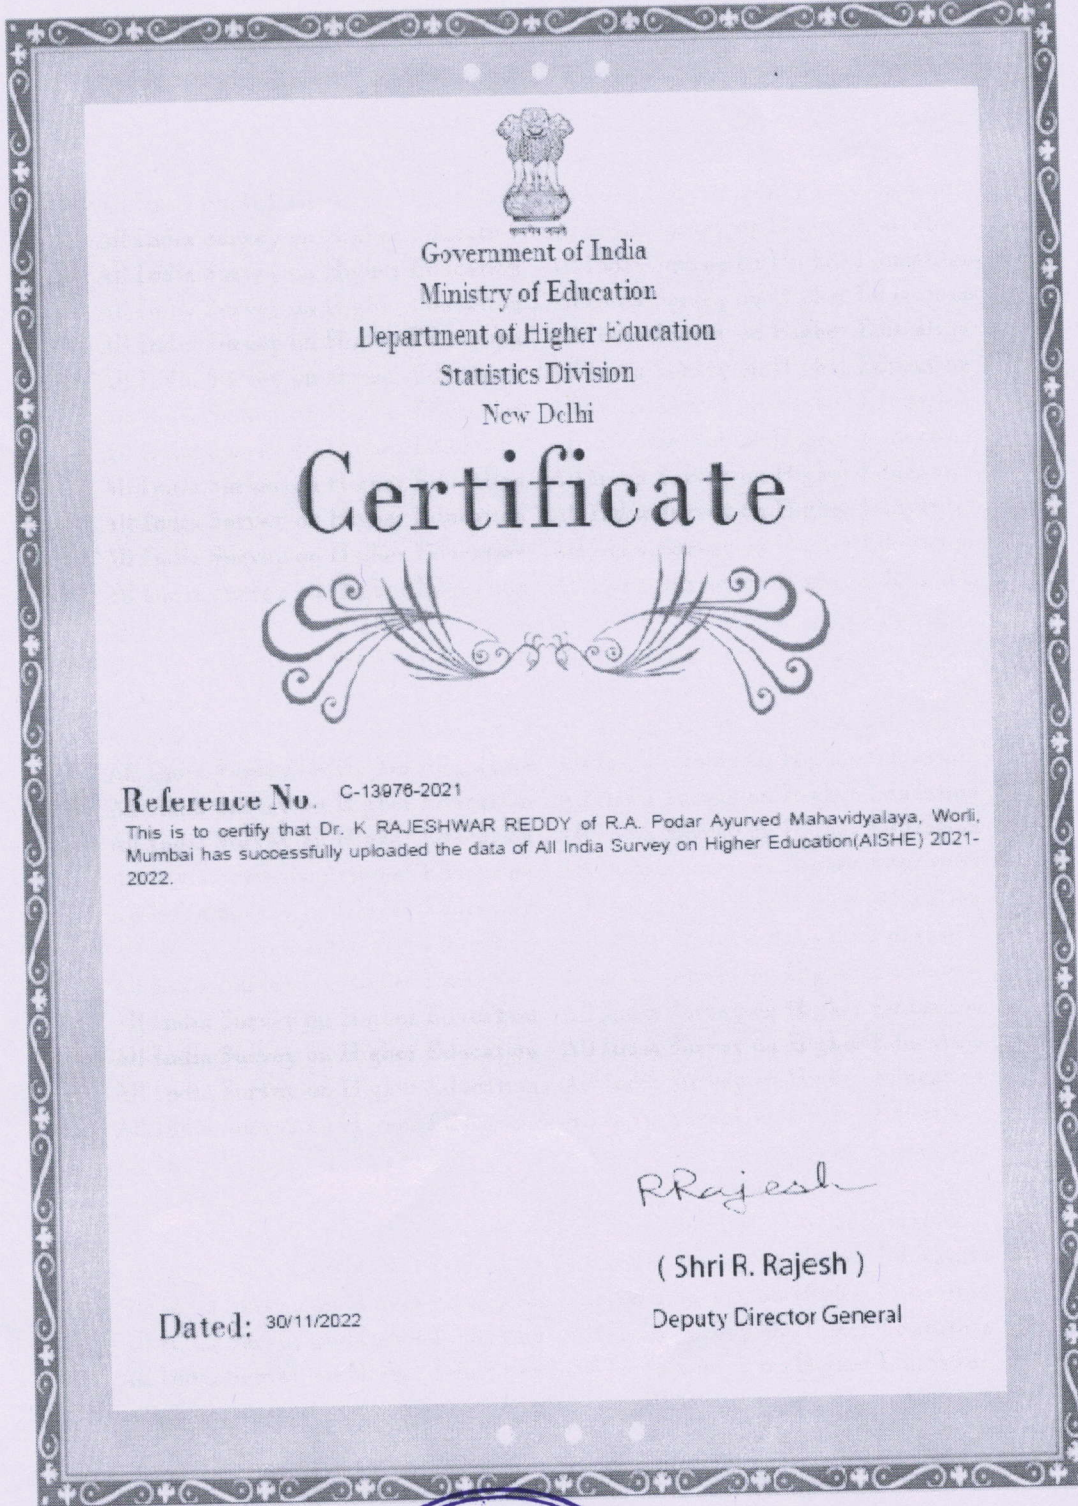 सत्यमेव जयते
Government of India
Ministry of Education
Department of Higher Education
Statistics Division
New Delhi
Certificate
Reference No. C-13976-2021
This is to certify that Dr. K RAJESHWAR REDDY of R.A. Podar Ayurved Mahavidyalaya, Worli,
Mumbai has successfully uploaded the data of All India Survey on Higher Education(AISHE) 2021-
2022.
RRajesh
( Shri R. Rajesh )
Deputy Director General
Dated: 30/11/2022